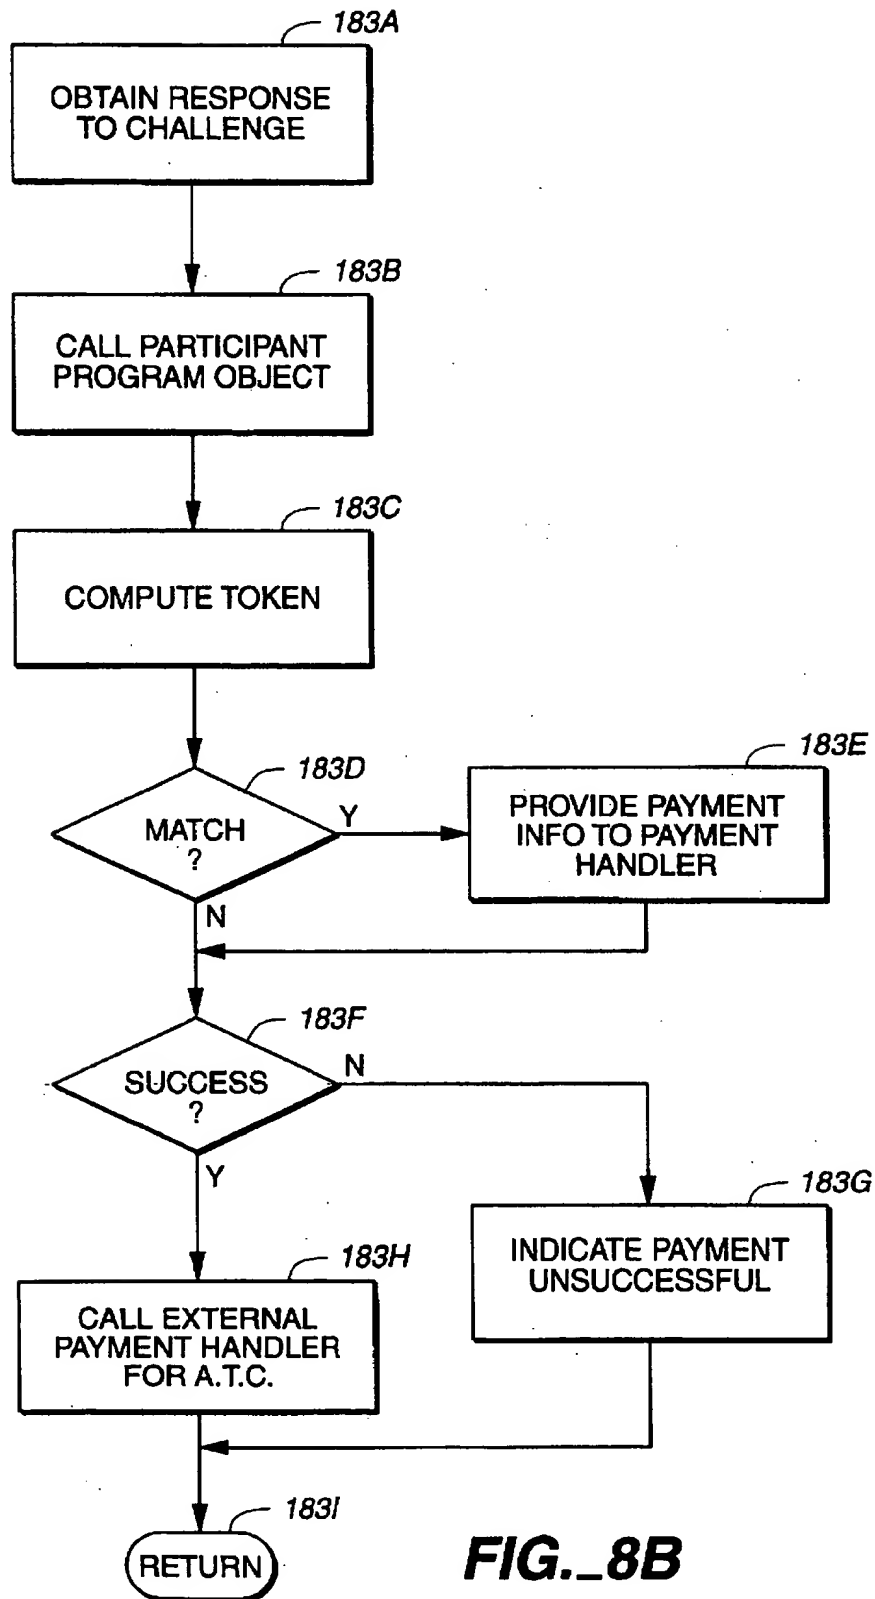 183A
OBTAIN RESPONSE
TO CHALLENGE
183B
CALL PARTICIPANT
PROGRAM OBJECT
183C
COMPUTE TOKEN
183D
MATCH
?
Y
N
183E
PROVIDE PAYMENT
INFO TO PAYMENT
HANDLER
183F
SUCCESS
?
N
Y
183G
INDICATE PAYMENT
UNSUCCESSFUL
183H
CALL EXTERNAL
PAYMENT HANDLER
FOR A.T.C.
183I
RETURN
FIG._8B